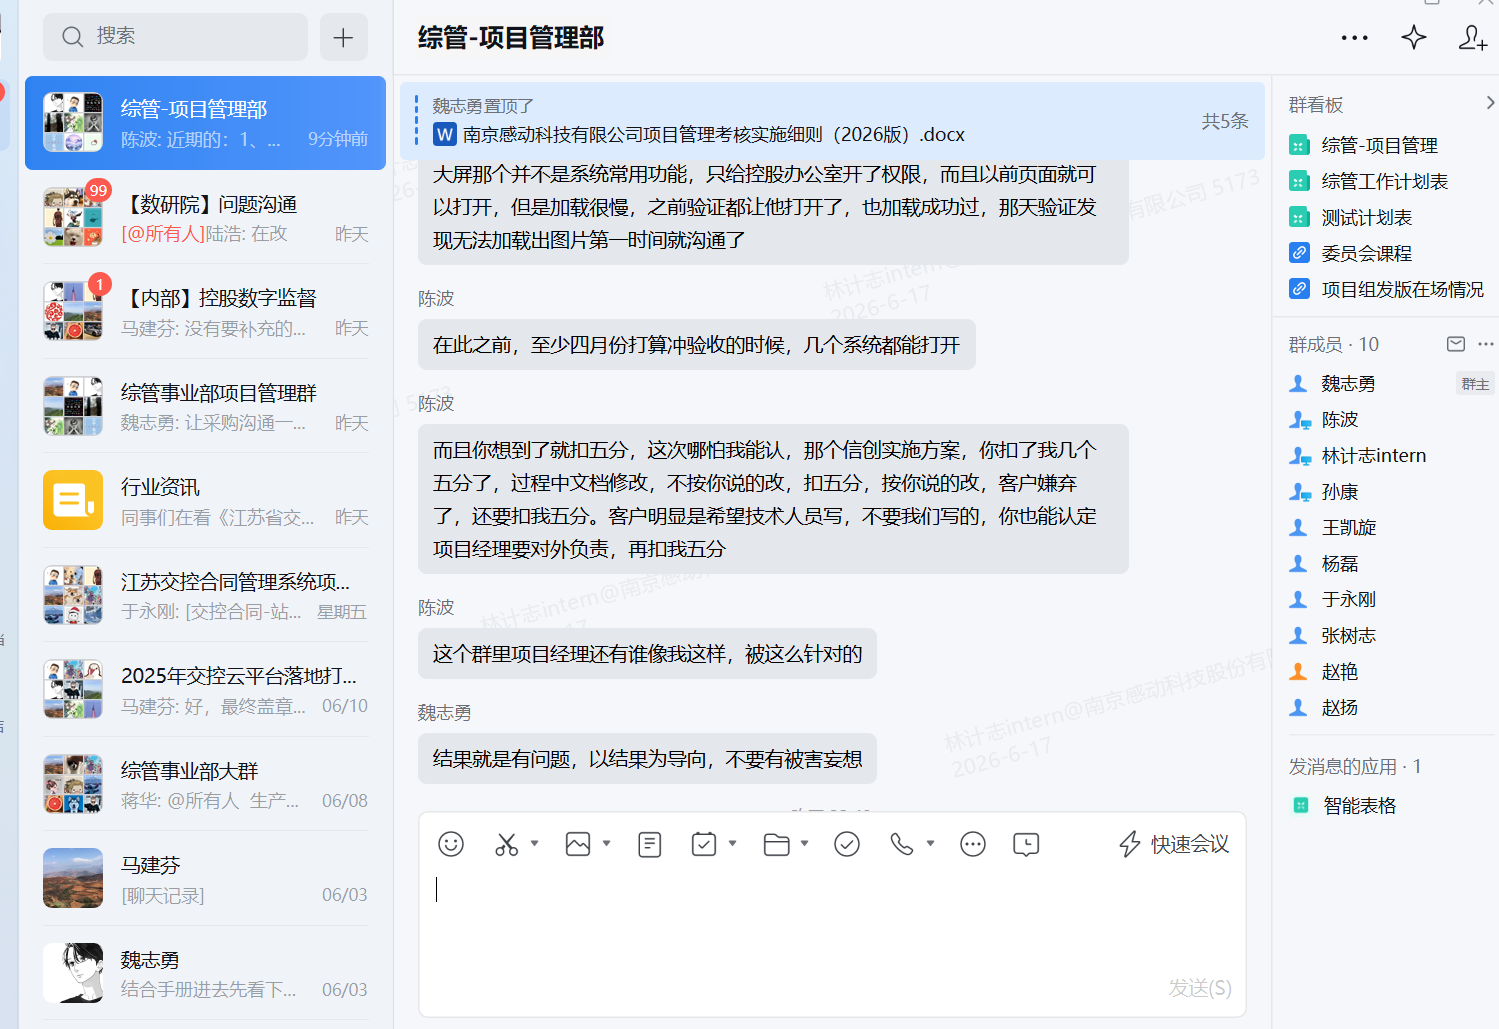 搜索
综管-项目管理部
陈波: 近期的：1、... 9分钟前
99
【数研院】问题沟通
[@所有人]陆浩: 在改 昨天
1
【内部】控股数字监督
马建芬: 没有要补充的... 昨天
综管事业部项目管理群
魏志勇: 让采购沟通一... 昨天
行业资讯
同事们在看《江苏省交... 昨天
江苏交控合同管理系统项...
于永刚: [交控合同-站... 星期五
2025年交控云平台落地打...
马建芬: 好，最终盖章... 06/10
综管事业部大群
蒋华: @所有人 生产... 06/08
马建芬
[聊天记录] 06/03
魏志勇
结合手册进去先看下... 06/03
综管-项目管理部
魏志勇置顶了
南京感动科技有限公司项目管理考核实施细则（2026版）.docx
共5条
大屏那个并不是系统常用功能，只给控股办公室开了权限，而且以前页面就可
以打开，但是加载很慢，之前验证都让他打开了，也加载成功过，那天验证发
现无法加载出图片第一时间就沟通了
陈波
在此之前，至少四月份打算冲验收的时候，几个系统都能打开
陈波
而且你想到了就扣五分，这次哪怕我能认，那个信创实施方案，你扣了我几个
五分了，过程中文档修改，不按你说的改，扣五分，按你说的改，客户嫌弃
了，还要扣我五分。客户明显是希望技术人员写，不要我们写的，你也能认定
项目经理要对外负责，再扣我五分
陈波
这个群里项目经理还有谁像我这样，被这么针对的
魏志勇
结果就是有问题，以结果为导向，不要有被害妄想
快速会议
发送(S)
群看板
综管-项目管理
综管工作计划表
测试计划表
委员会课程
项目组发版在场情况
群成员 · 10
魏志勇 群主
陈波
林计志intern
孙康
王凯旋
杨磊
于永刚
张树志
赵艳
赵扬
发消息的应用 · 1
智能表格
林计志intern@南京感动科技股份有限
2026-6-17